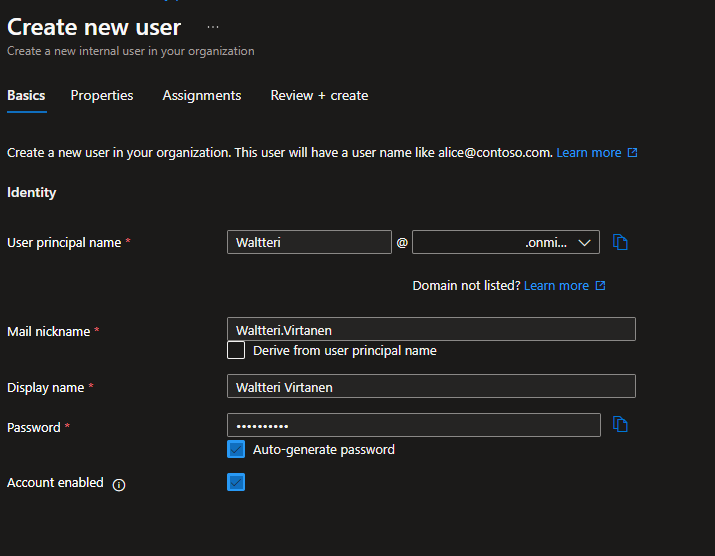 Create new user ...
Create a new internal user in your organization
Basics Properties Assignments Review + create
Create a new user in your organization. This user will have a user name like alice@contoso.com. Learn more
Identity
User principal name * Waltteri @ .onmi...
Domain not listed? Learn more
Mail nickname * Waltteri.Virtanen
Derive from user principal name
Display name * Waltteri Virtanen
Password * ••••••••••
Auto-generate password
Account enabled